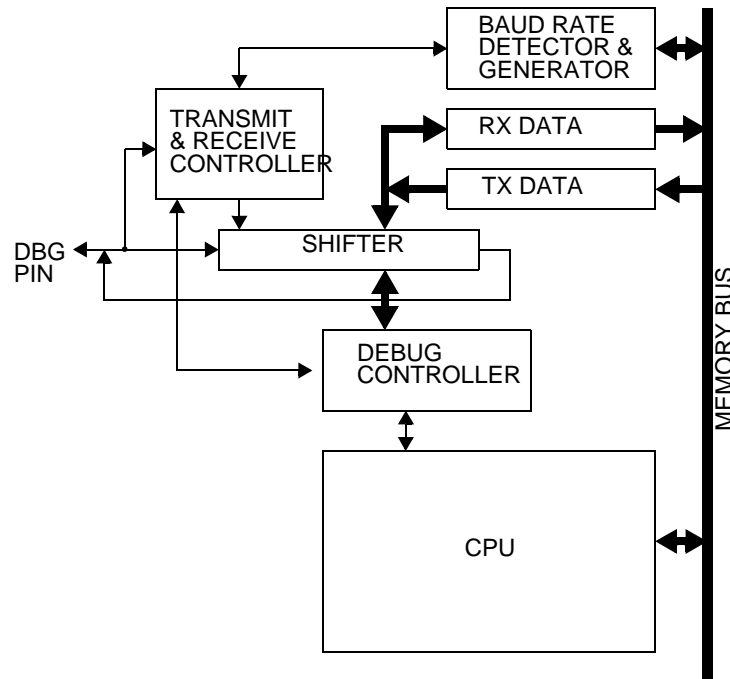 BAUD RATE
DETECTOR &
GENERATOR
TRANSMIT
& RECEIVE
CONTROLLER
RX DATA
TX DATA
SHIFTER
DBG
PIN
DEBUG
CONTROLLER
MEMORY BUS
CPU